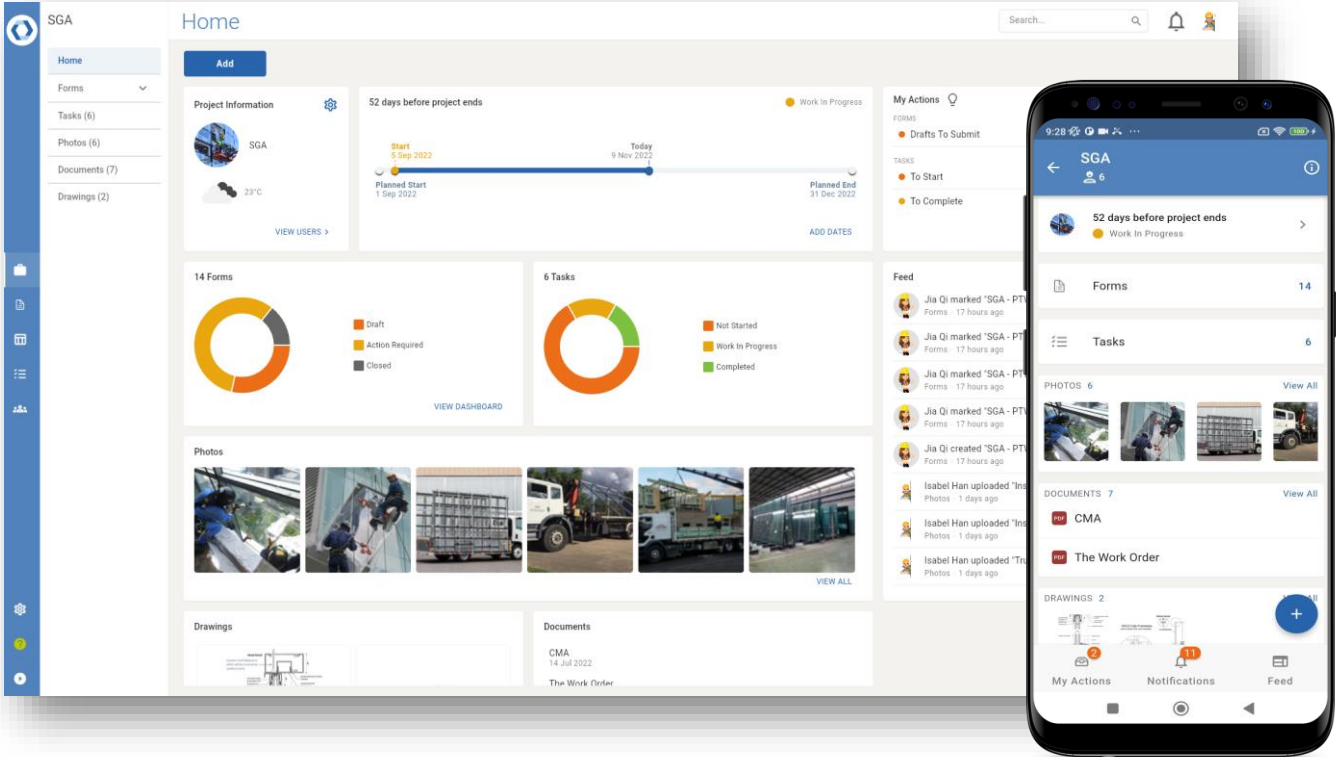 SGA
Home
Search...
Home
Forms
Tasks (6)
Photos (6)
Documents (7)
Drawings (2)
Add
Project Information
SGA
23°C
VIEW USERS >
52 days before project ends
Work In Progress
Start
5 Sep 2022
Today
9 Nov 2022
Planned Start
1 Sep 2022
Planned End
31 Dec 2022
ADD DATES
My Actions
FORMS
Drafts To Submit
TASKS
To Start
To Complete
14 Forms
Draft
Action Required
Closed
VIEW DASHBOARD
6 Tasks
Not Started
Work In Progress
Completed
Feed
Jia Qi marked "SGA - PTW
Forms · 17 hours ago
Jia Qi marked "SGA - PT
Forms · 17 hours ago
Jia Qi marked "SGA - PT
Forms · 17 hours ago
Jia Qi marked "SGA - PTW
Forms · 17 hours ago
Jia Qi created "SGA - PTW
Forms · 17 hours ago
Isabel Han uploaded "Ins
Photos · 1 days ago
Isabel Han uploaded "Ins
Photos · 1 days ago
Isabel Han uploaded "Tru
Photos · 1 days ago
Photos
VIEW ALL
Drawings
Documents
CMA
14 Jul 2022
The Work Order
9:28
100
SGA
6
52 days before project ends
Work In Progress
Forms 14
Tasks 6
PHOTOS 6 View All
DOCUMENTS 7 View All
PDF CMA
PDF The Work Order
DRAWINGS 2
+
2
11
My Actions Notifications Feed